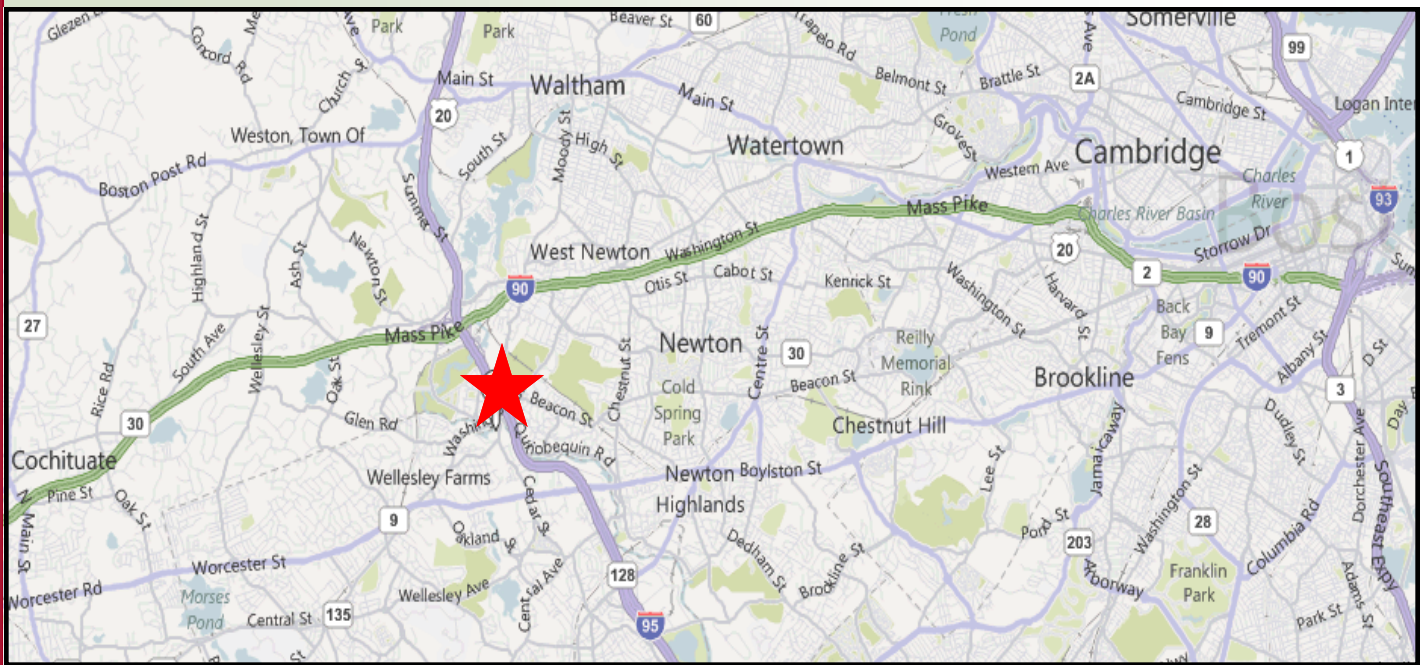 Park
Park
Beaver St
60
Trapelo Rd
Fresh
Pond
Ave
Somerville
99
Glezen
Concord Rd
Church
Main St
Waltham
Main St
Belmont St
Brattle St
2A
Cambridge St
Logan Inter
20
Weston, Town Of
South St
Moody St
High St
Watertown
Grove St
Cambridge
1
Boston Post Rd
Summer St
Western Ave
Charles
River
93
Mass Pike
Charles River Basin
Highland St
Ash St
Newton St
West Newton
Washington St
20
Storrow Dr
90
Otis St
Cabot St
Kenrick St
Washington St
Harvard St
2
90
Back
Bay
Fens
9
Tremont St
Albany St
D St
27
South Ave
Wellesley St
Mass Pike
Newton
Centre St
30
Reilly
Memorial
Rink
Rice Rd
Oak St
Chestnut St
Cold
Spring
Park
Beacon St
Brookline
3
30
Glen Rd
Beacon St
Chestnut Hill
Jamaicaway
Dudley St
Dorchester Ave
Day
Cochituate
Quinobequin Rd
Wellesley Farms
Newton
Highlands
Boylston St
Lee St
Pine St
Oak St
N Main St
9
Cedar St
Oakland St
Dedham St
Brookline St
Pond St
203
Washington St
28
Columbia Rd
Southeast Expy
Worcester St
Worcester Rd
Morses
Pond
Central St
135
Wellesley Ave
Central Ave
128
95
Arborway
Franklin
Park
Adams St
Park St